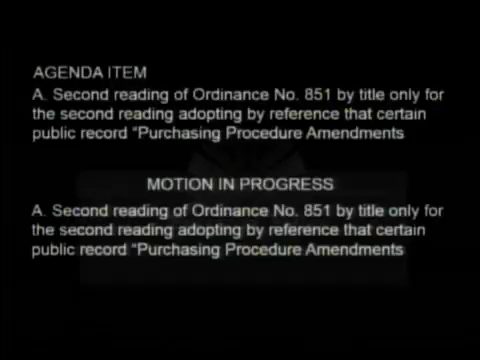 AGENDA ITEM
A. Second reading of Ordinance No. 851 by title only for
the second reading adopting by reference that certain
public record “Purchasing Procedure Amendments
MOTION IN PROGRESS
A. Second reading of Ordinance No. 851 by title only for
the second reading adopting by reference that certain
public record “Purchasing Procedure Amendments